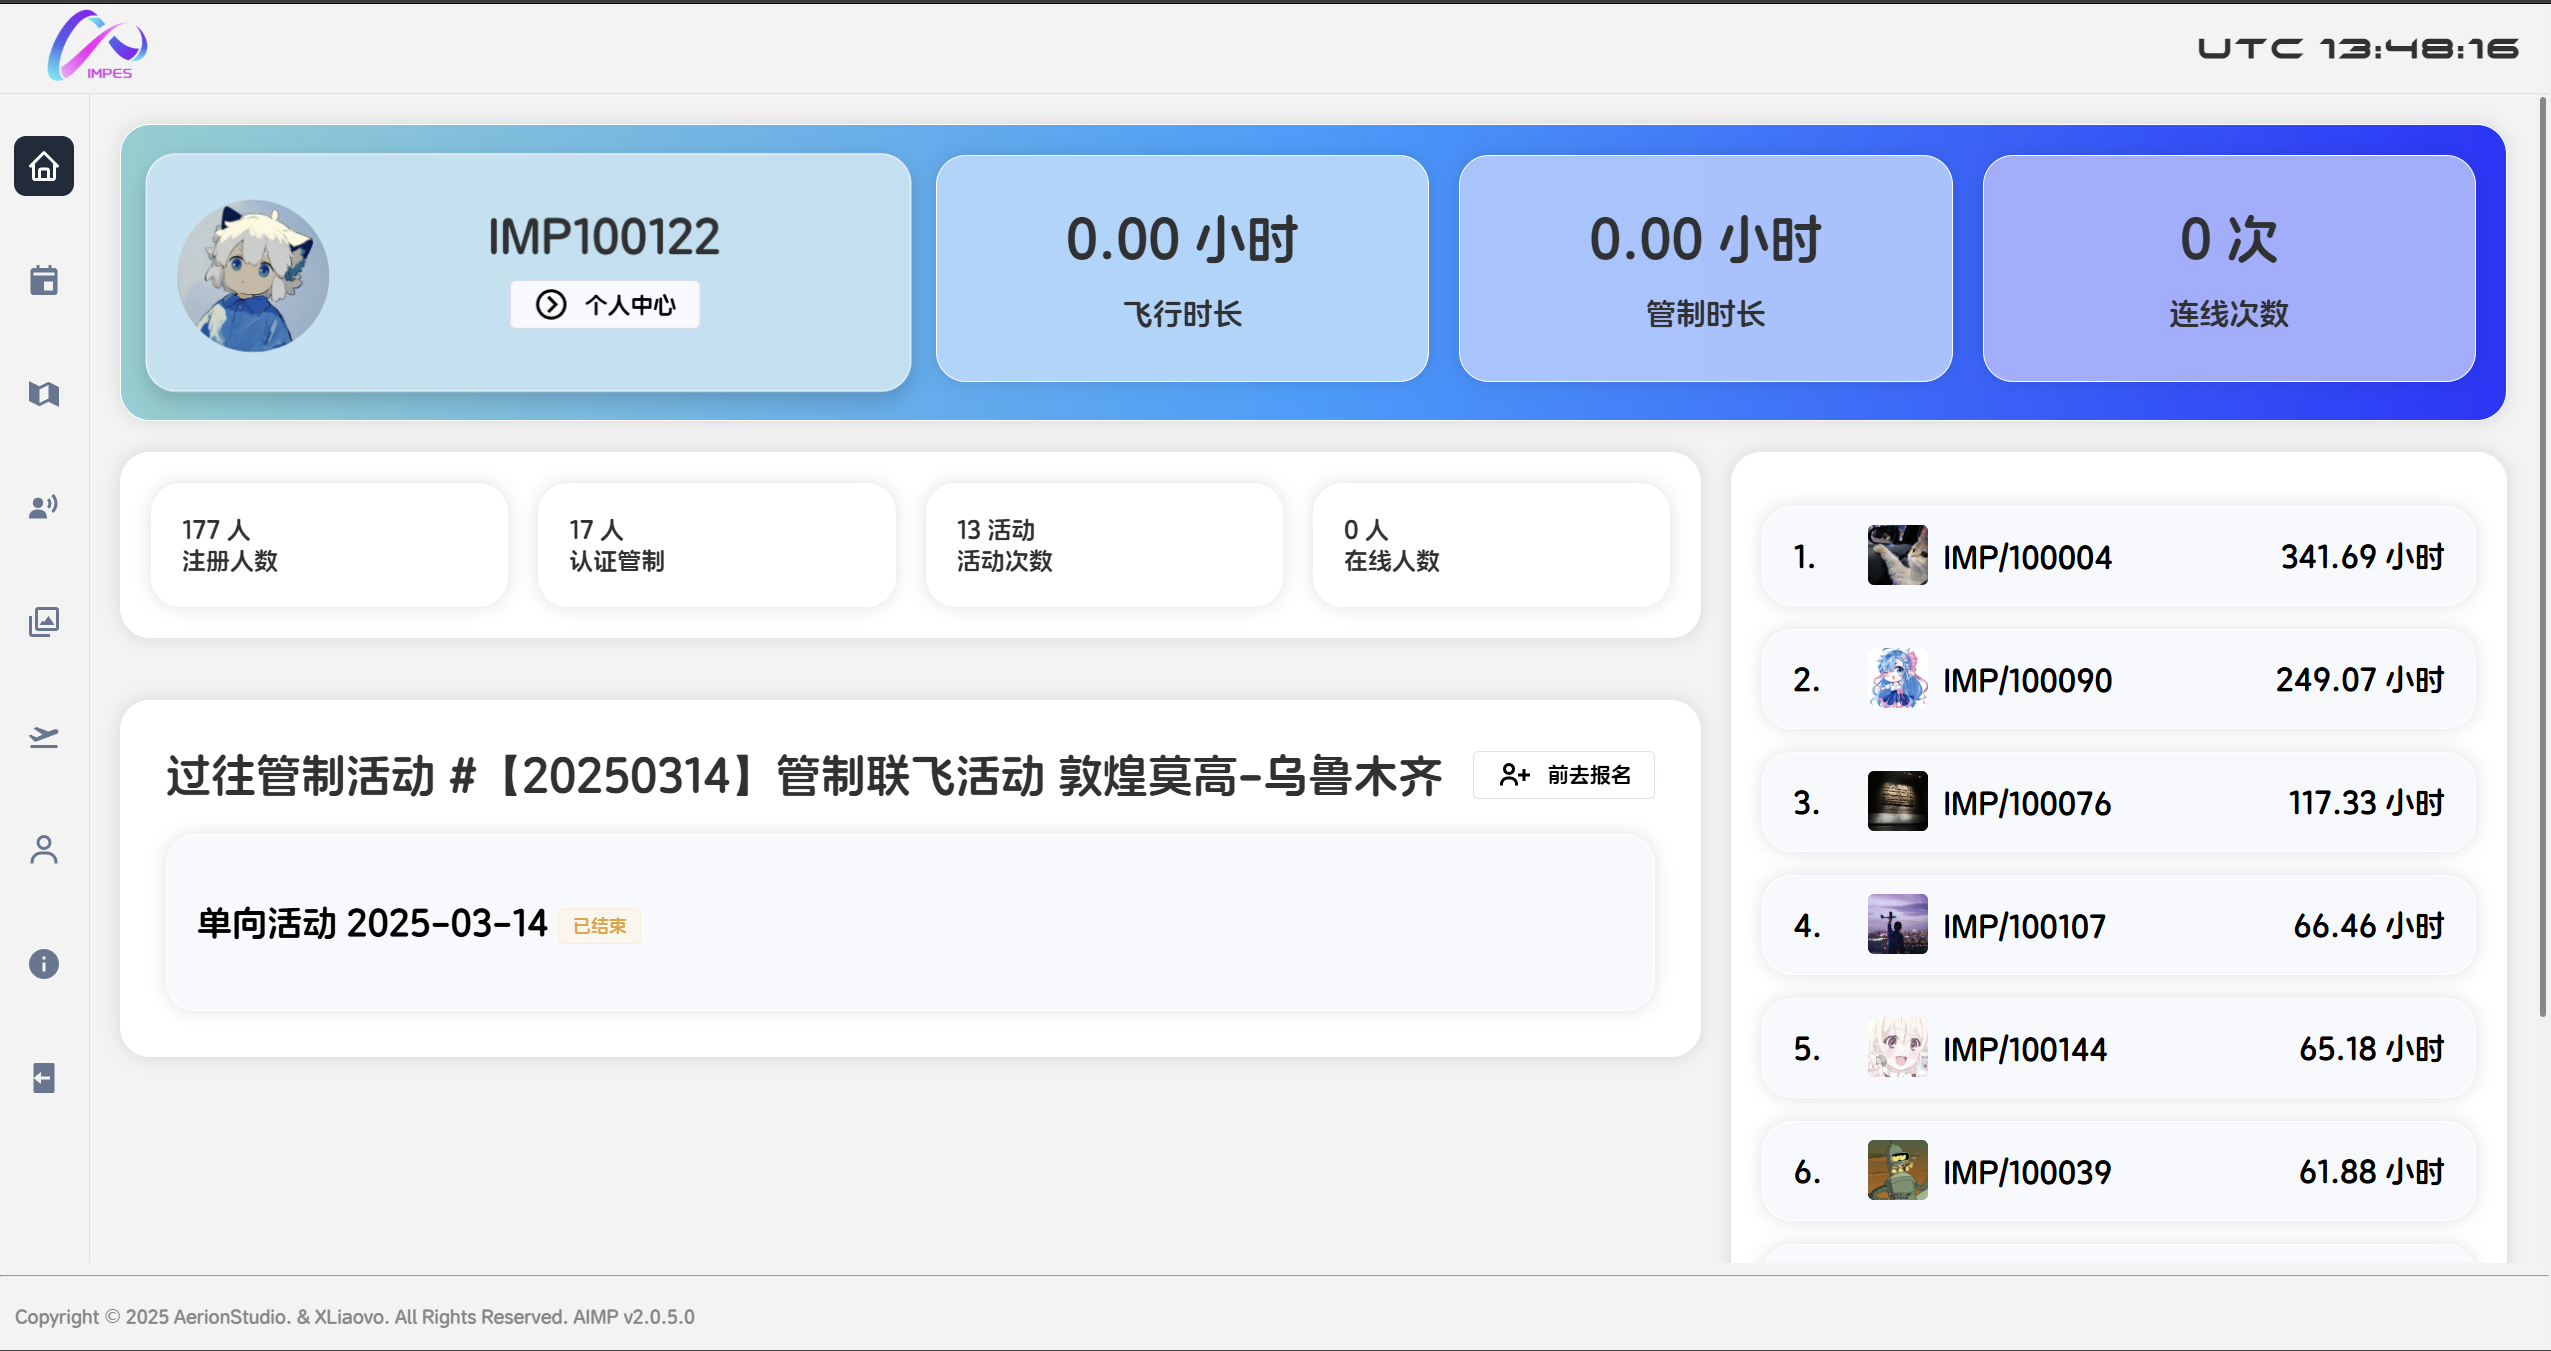 IMPES
UTC 13:48:16
IMP100122
个人中心
0.00 小时
飞行时长
0.00 小时
管制时长
0 次
连线次数
177 人
注册人数
17 人
认证管制
13 活动
活动次数
0 人
在线人数
过往管制活动 #【20250314】管制联飞活动 敦煌莫高-乌鲁木齐
前去报名
单向活动 2025-03-14 已结束
1. IMP/100004 341.69 小时
2. IMP/100090 249.07 小时
3. IMP/100076 117.33 小时
4. IMP/100107 66.46 小时
5. IMP/100144 65.18 小时
6. IMP/100039 61.88 小时
Copyright © 2025 AerionStudio. & XLiaovo. All Rights Reserved. AIMP v2.0.5.0